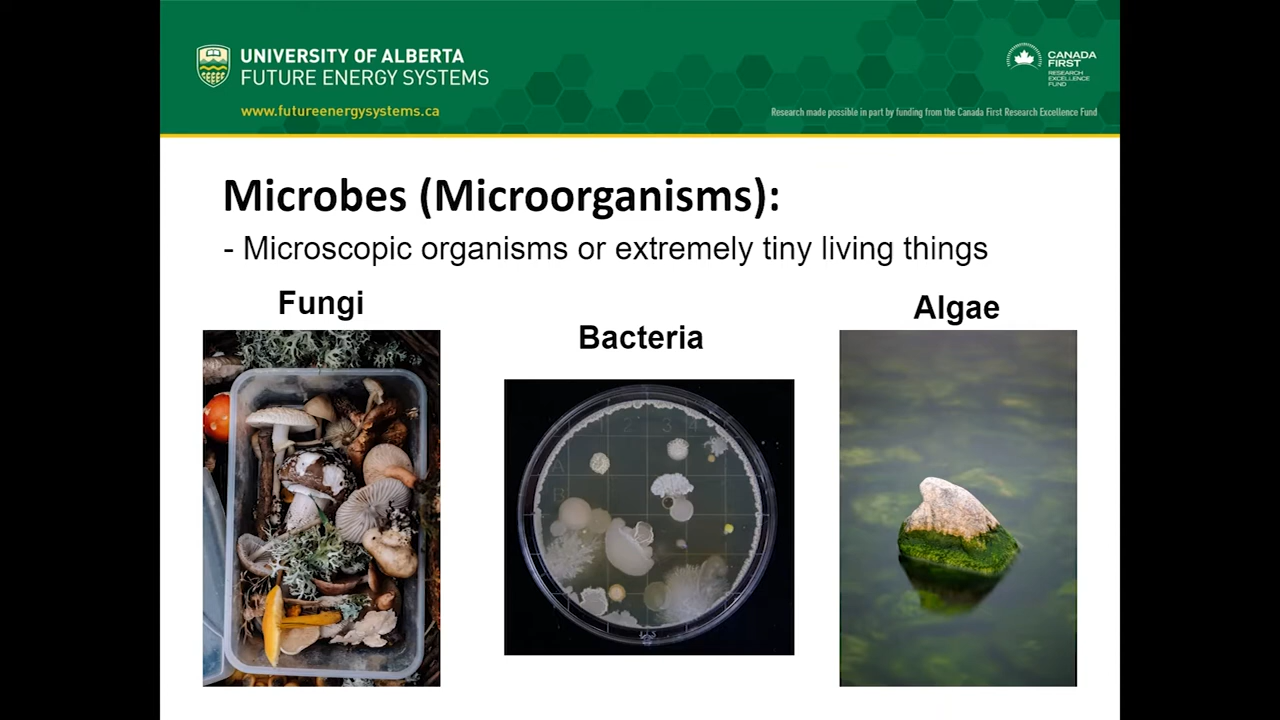 UNIVERSITY OF ALBERTA
FUTURE ENERGY SYSTEMS
www.futureenergysystems.ca
CANADA
FIRST
RESEARCH
EXCELLENCE
FUND
Research made possible in part by funding from the Canada First Research Excellence Fund
Microbes (Microorganisms):
- Microscopic organisms or extremely tiny living things
Fungi
Bacteria
Algae